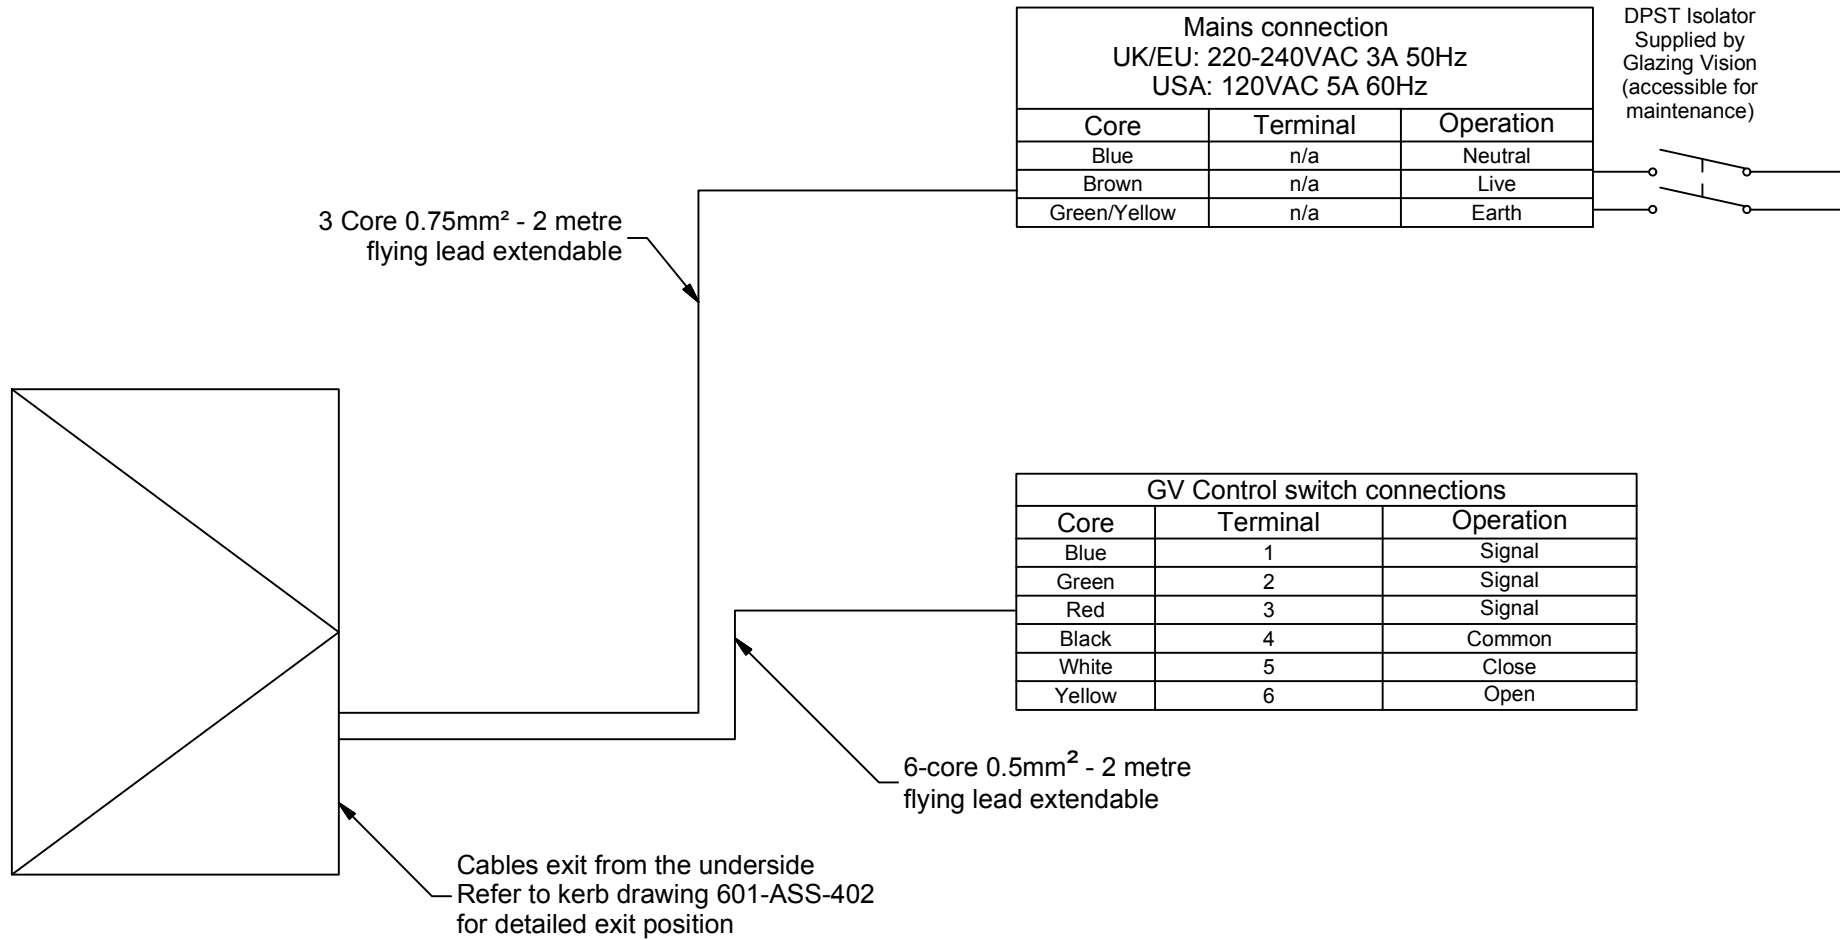 Mains connection
UK/EU: 220-240VAC 3A 50Hz
USA: 120VAC 5A 60Hz
Core Terminal Operation
Blue n/a Neutral
Brown n/a Live
Green/Yellow n/a Earth
DPST Isolator
Supplied by
Glazing Vision
(accessible for
maintenance)
3 Core 0.75mm² - 2 metre
flying lead extendable
GV Control switch connections
Core Terminal Operation
Blue 1 Signal
Green 2 Signal
Red 3 Signal
Black 4 Common
White 5 Close
Yellow 6 Open
6-core 0.5mm² - 2 metre
flying lead extendable
Cables exit from the underside
Refer to kerb drawing 601-ASS-402
for detailed exit position